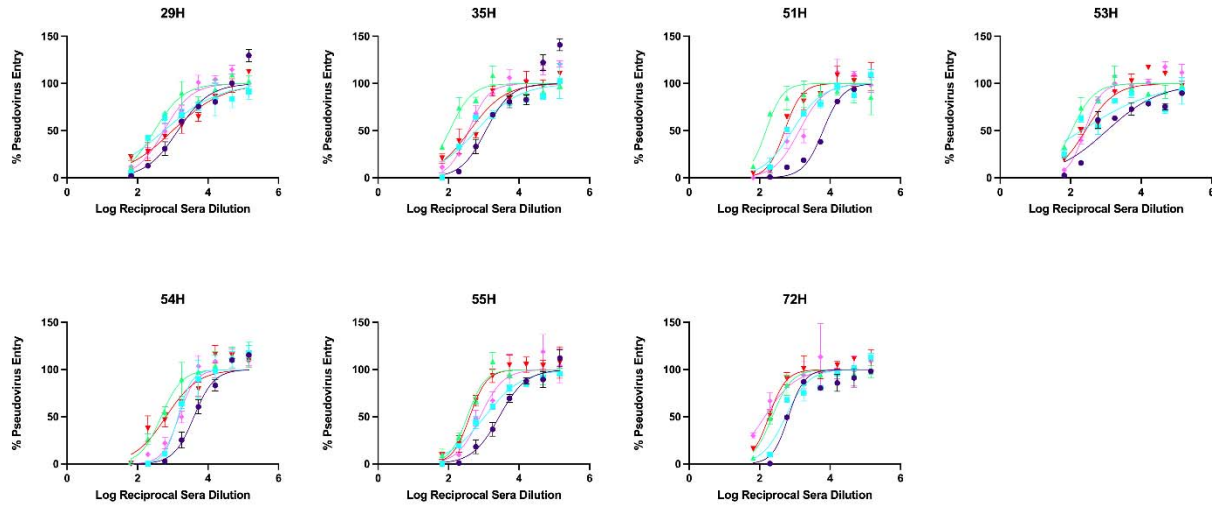 29H
35H
51H
53H
% Pseudovirus Entry
150
100
50
0
0 2 4 6
Log Reciprocal Sera Dilution
% Pseudovirus Entry
150
100
50
0
0 2 4 6
Log Reciprocal Sera Dilution
% Pseudovirus Entry
150
100
50
0
0 2 4 6
Log Reciprocal Sera Dilution
% Pseudovirus Entry
150
100
50
0
0 2 4 6
Log Reciprocal Sera Dilution
54H
55H
72H
% Pseudovirus Entry
150
100
50
0
0 2 4 6
Log Reciprocal Sera Dilution
% Pseudovirus Entry
150
100
50
0
0 2 4 6
Log Reciprocal Sera Dilution
% Pseudovirus Entry
150
100
50
0
0 2 4 6
Log Reciprocal Sera Dilution